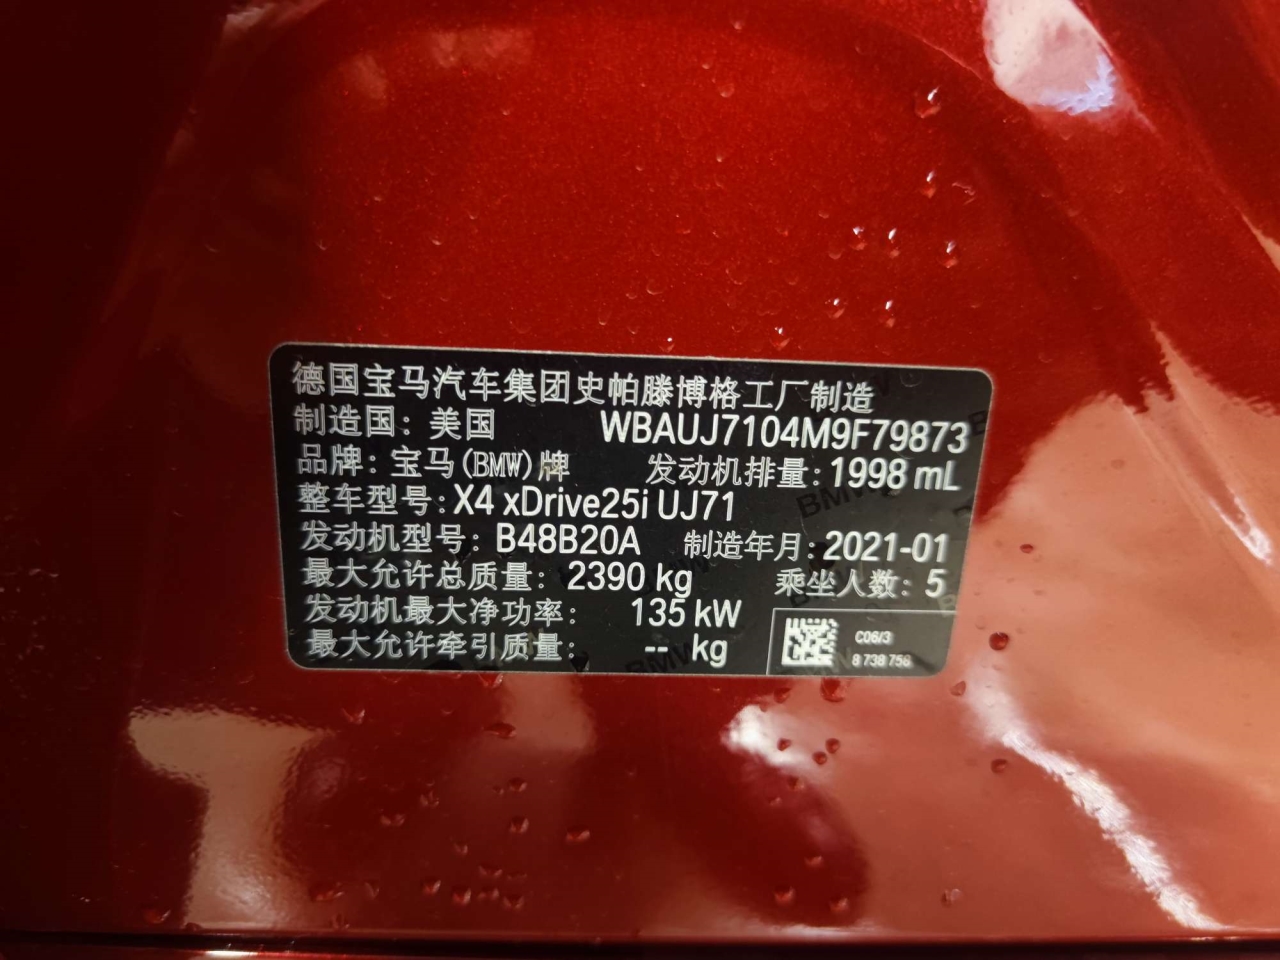 德国宝马汽车集团史帕滕博格工厂制造
制造国: 美国 WBAUJ7104M9F79873
品牌: 宝马(BMW)牌 发动机排量: 1998 mL
整车型号: X4 xDrive25i UJ71
发动机型号: B48B20A 制造年月: 2021-01
最大允许总质量: 2390 kg 乘坐人数: 5
发动机最大净功率: 135 kW
最大允许牵引质量: -- kg
C06/3
8 738 756